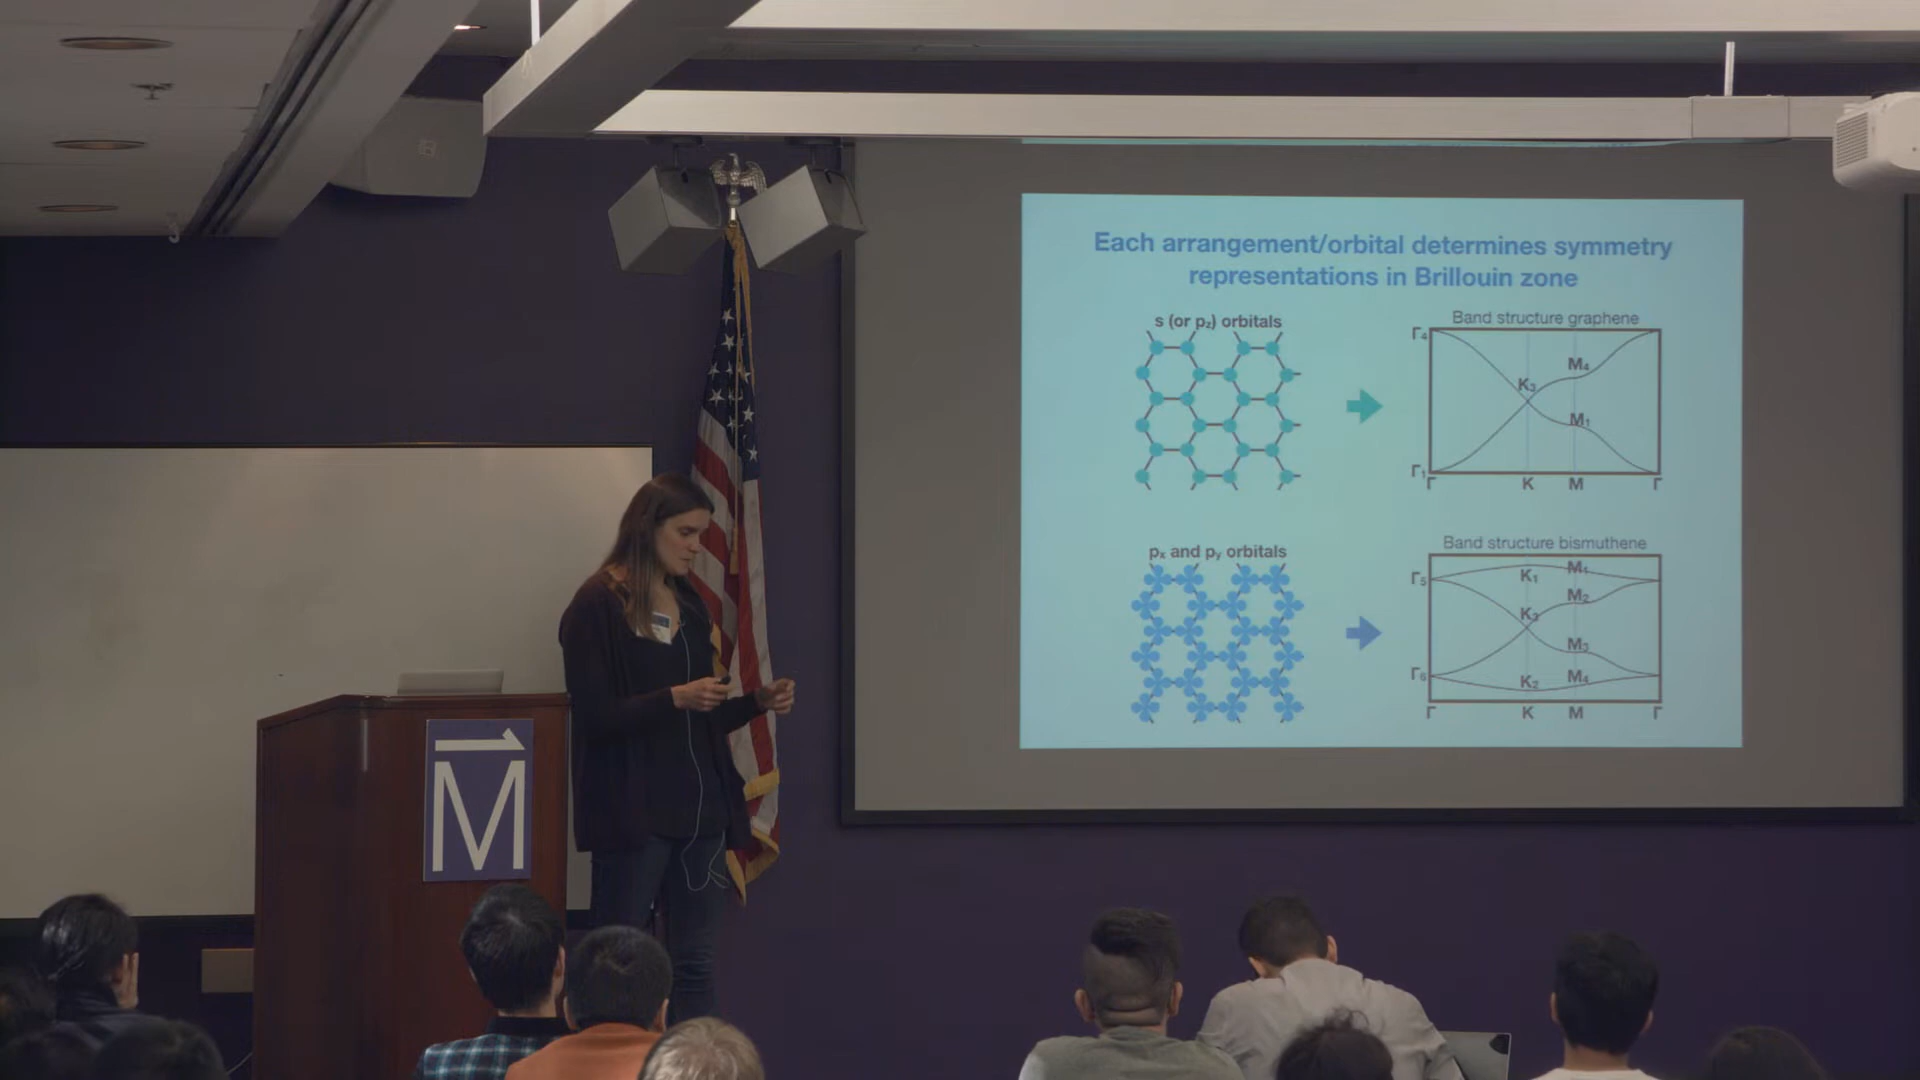 Each arrangement/orbital determines symmetry
representations in Brillouin zone
s (or pz) orbitals
Band structure graphene
Γ4
K3
M4
M1
Γ1
Γ K M Γ
px and py orbitals
Band structure bismuthene
Γ5
K1
M1
M2
K3
M3
Γ6
K2
M4
Γ K M Γ
M